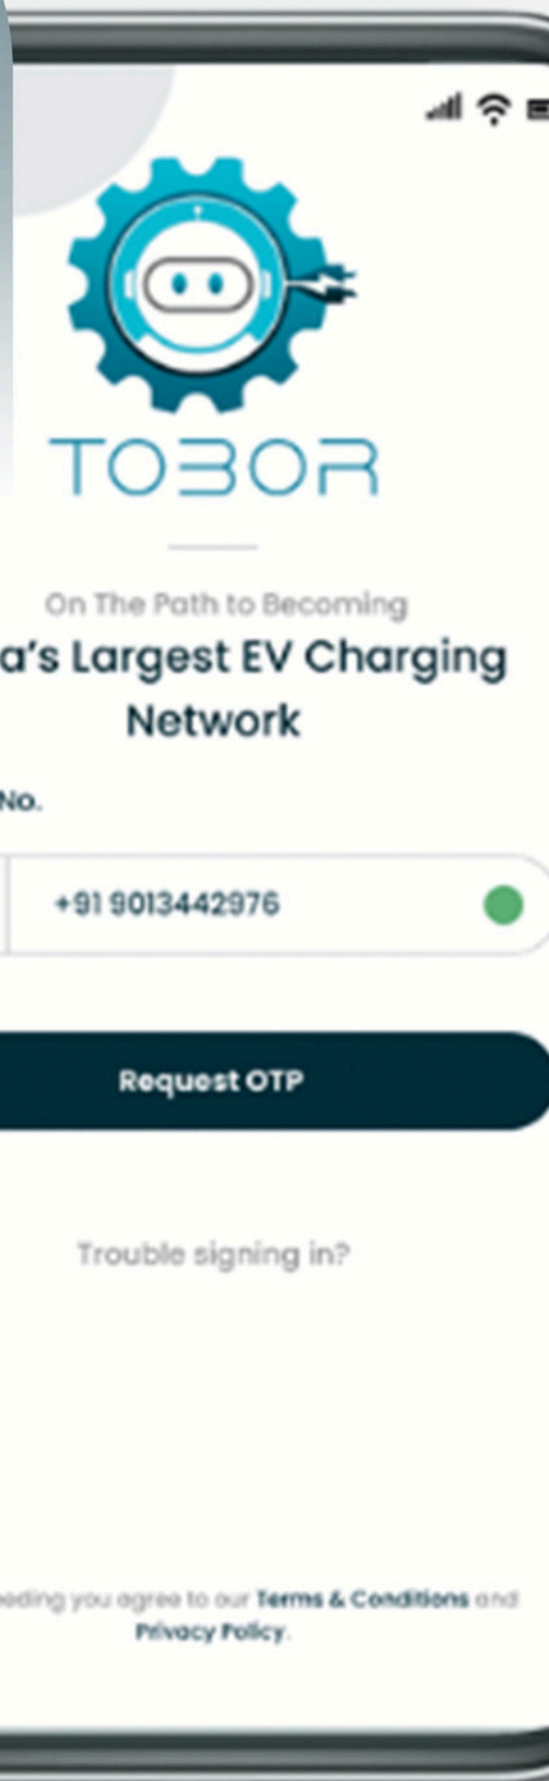 TOBOR
On The Path to Becoming
a's Largest EV Charging
Network
No.
+91 9013442976
Request OTP
Trouble signing in?
eeding you agree to our Terms & Conditions and
Privacy Policy.